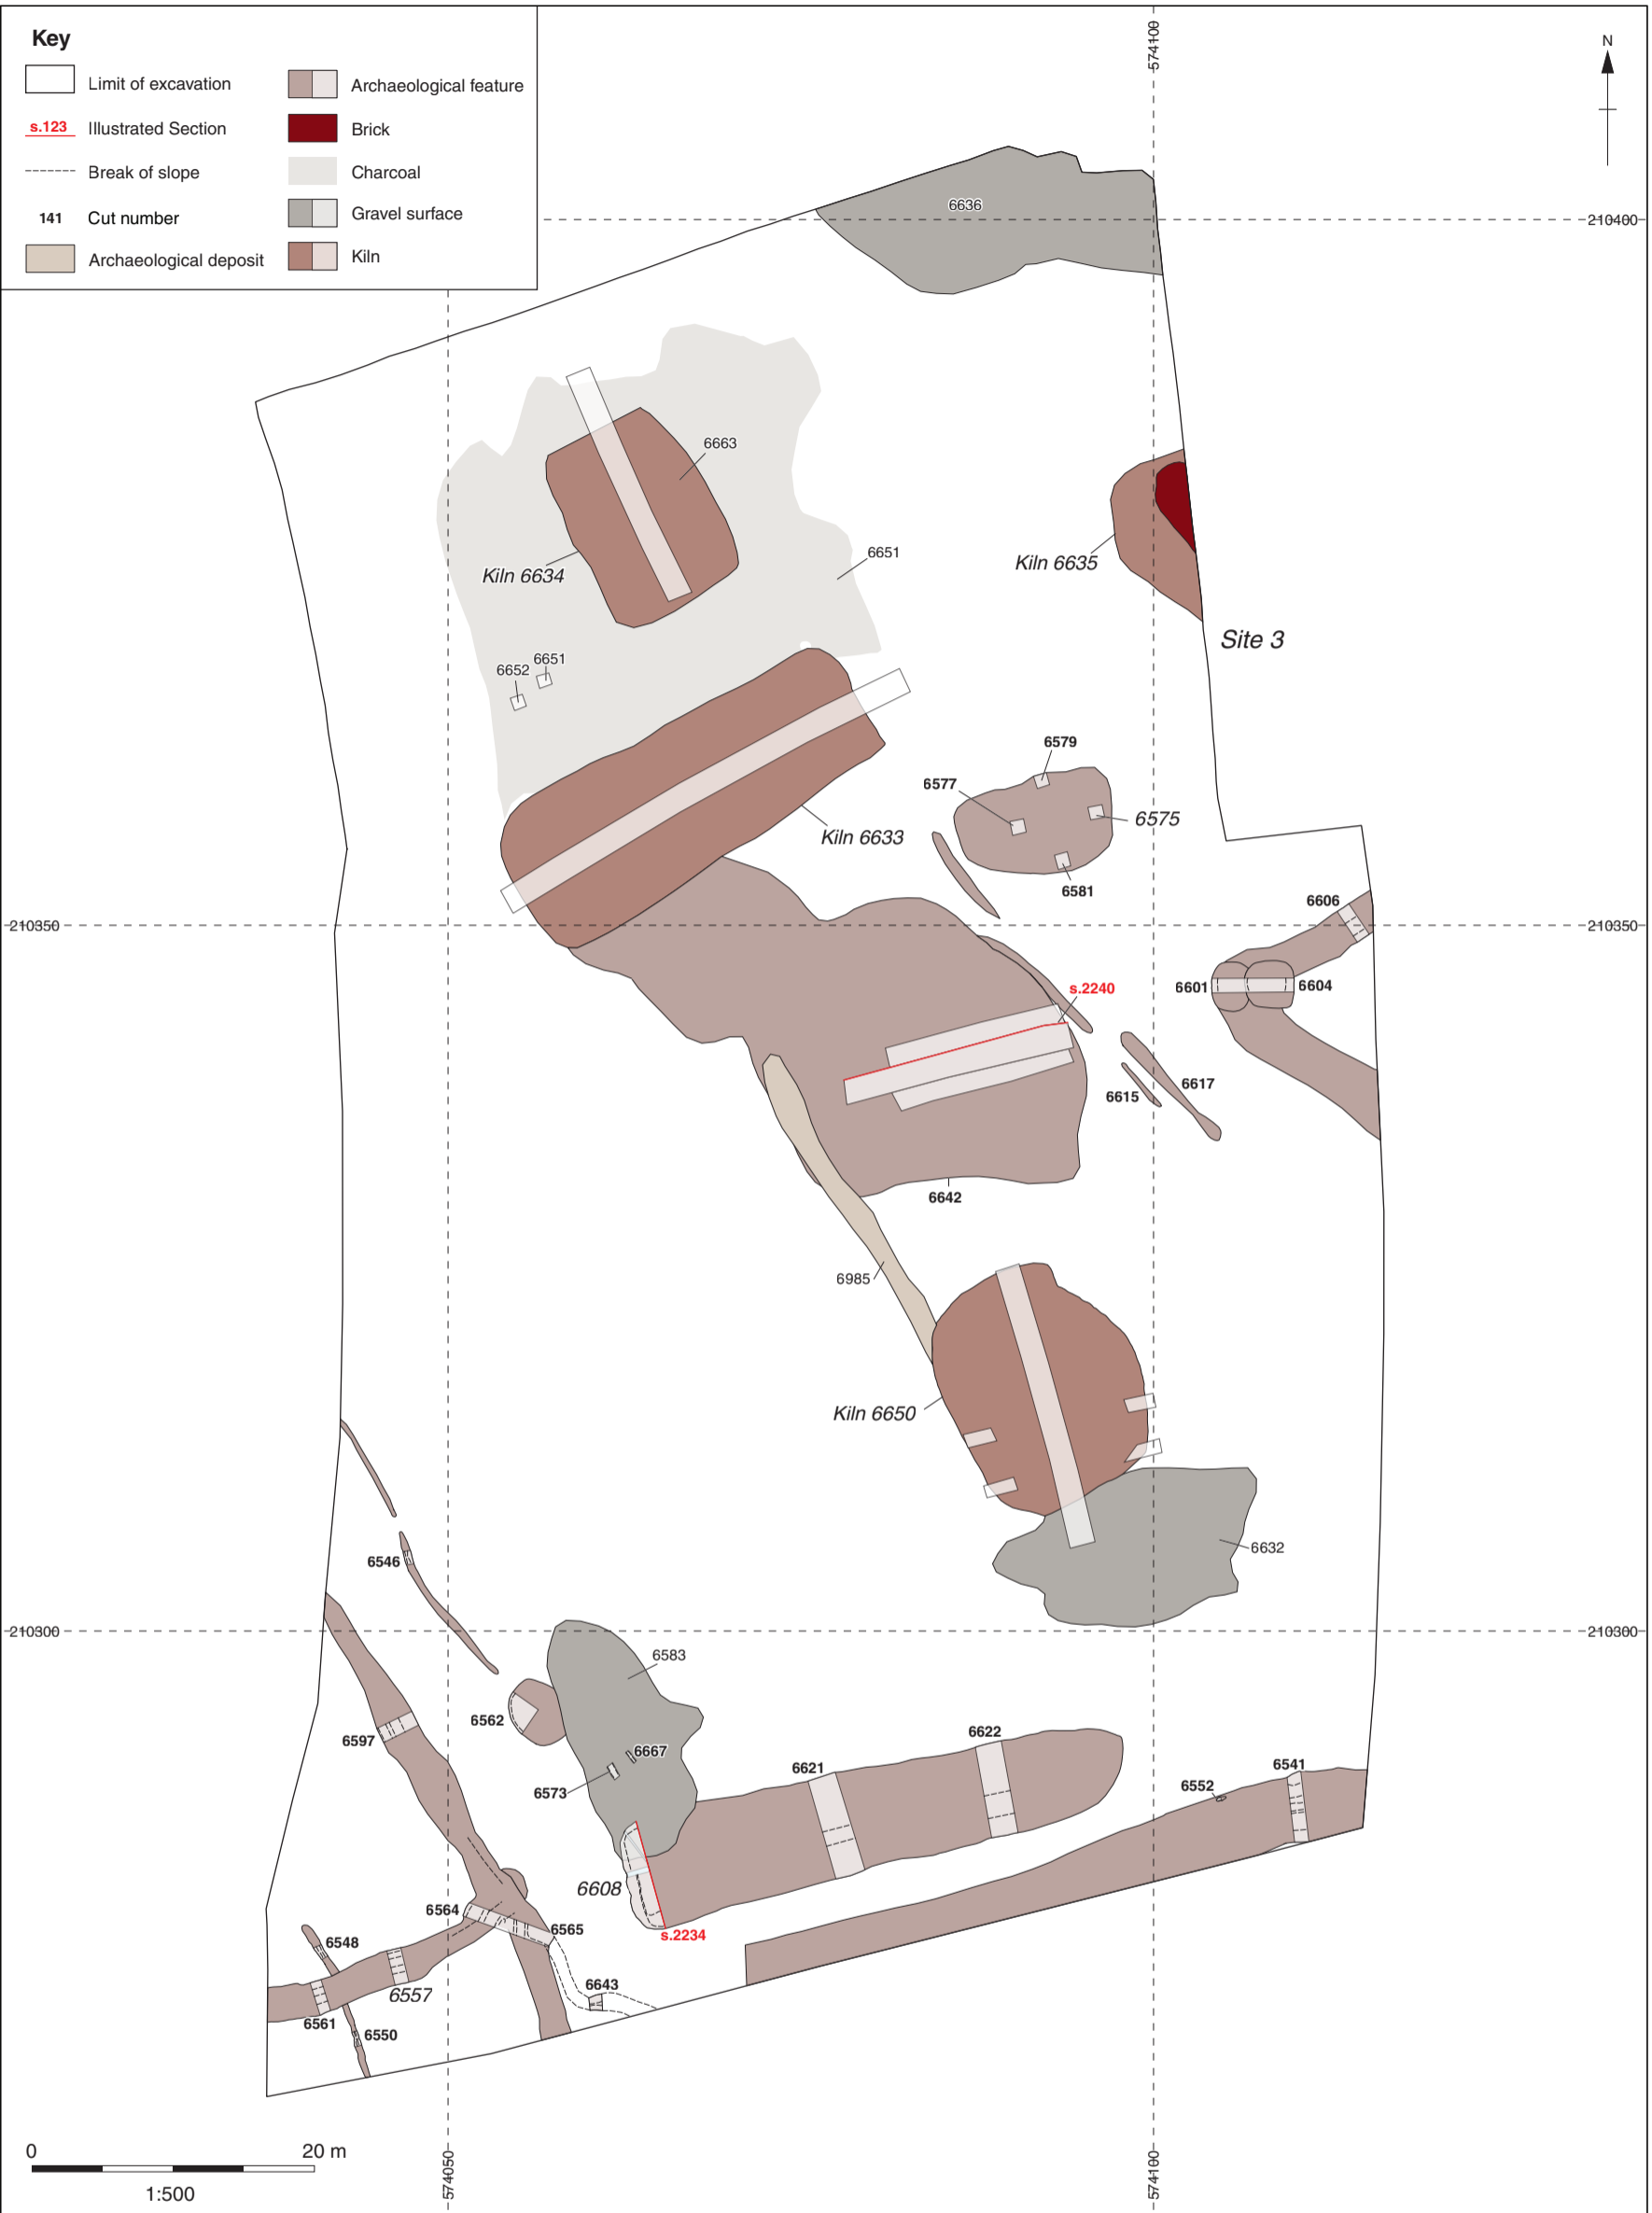 Key
Limit of excavation
s.123
Illustrated Section
Break of slope
141
Cut number
Archaeological deposit
Archaeological feature
Brick
Charcoal
Gravel surface
Kiln
574100
N
6636
210400
6663
Kiln 6634
6651
Kiln 6635
Site 3
6652
6651
6579
6577
6575
Kiln 6633
6581
6606
210350
210350
6601
6604
s.2240
6617
6615
6642
6985
Kiln 6650
6632
6546
210300
210300
6583
6562
6597
6667
6573
6622
6621
6541
6552
6608
s.2234
6564
6565
6548
6557
6643
6561
6550
0
20 m
1:500
574050
574100